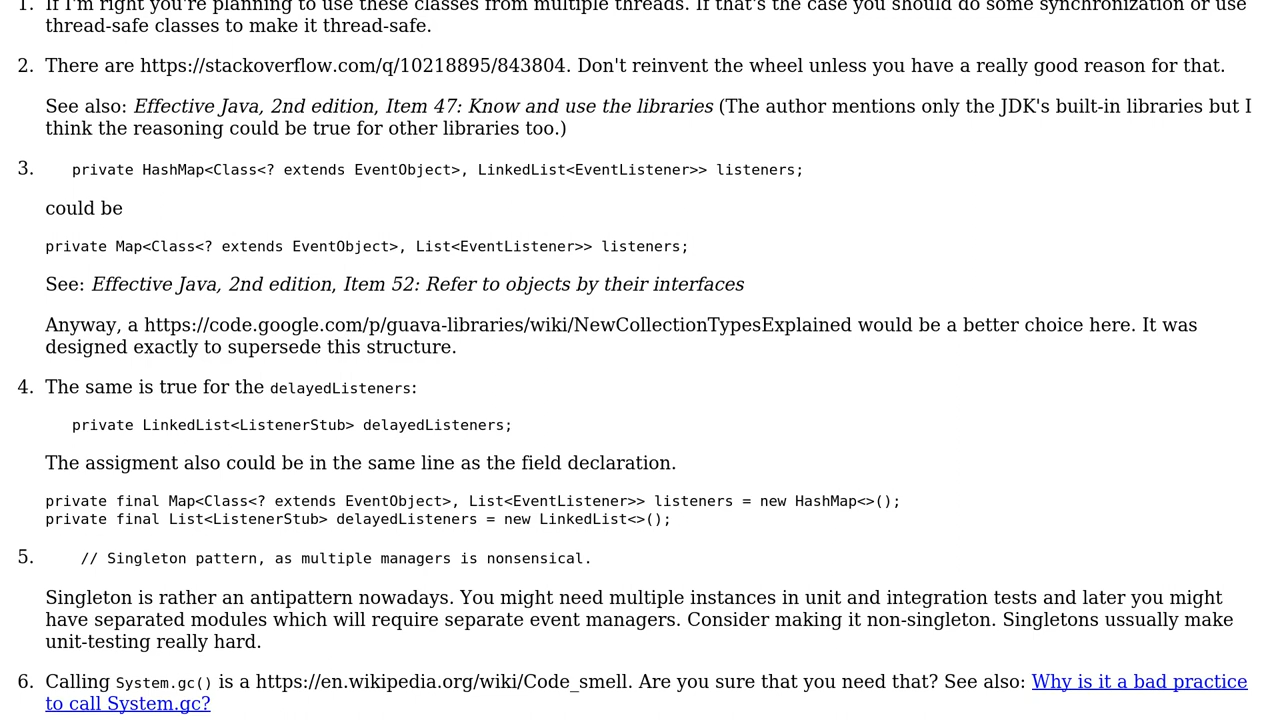 1. If I'm right you're planning to use these classes from multiple threads. If that's the case you should do some synchronization or use
thread-safe classes to make it thread-safe.
2. There are https://stackoverflow.com/q/10218895/843804. Don't reinvent the wheel unless you have a really good reason for that.
See also: Effective Java, 2nd edition, Item 47: Know and use the libraries (The author mentions only the JDK's built-in libraries but I
think the reasoning could be true for other libraries too.)
3. private HashMap<Class<? extends EventObject>, LinkedList<EventListener>> listeners;
could be
private Map<Class<? extends EventObject>, List<EventListener>> listeners;
See: Effective Java, 2nd edition, Item 52: Refer to objects by their interfaces
Anyway, a https://code.google.com/p/guava-libraries/wiki/NewCollectionTypesExplained would be a better choice here. It was
designed exactly to supersede this structure.
4. The same is true for the delayedListeners:
private LinkedList<ListenerStub> delayedListeners;
The assigment also could be in the same line as the field declaration.
private final Map<Class<? extends EventObject>, List<EventListener>> listeners = new HashMap<>();
private final List<ListenerStub> delayedListeners = new LinkedList<>();
5. // Singleton pattern, as multiple managers is nonsensical.
Singleton is rather an antipattern nowadays. You might need multiple instances in unit and integration tests and later you might
have separated modules which will require separate event managers. Consider making it non-singleton. Singletons ussually make
unit-testing really hard.
6. Calling System.gc() is a https://en.wikipedia.org/wiki/Code_smell. Are you sure that you need that? See also: Why is it a bad practice
to call System.gc?